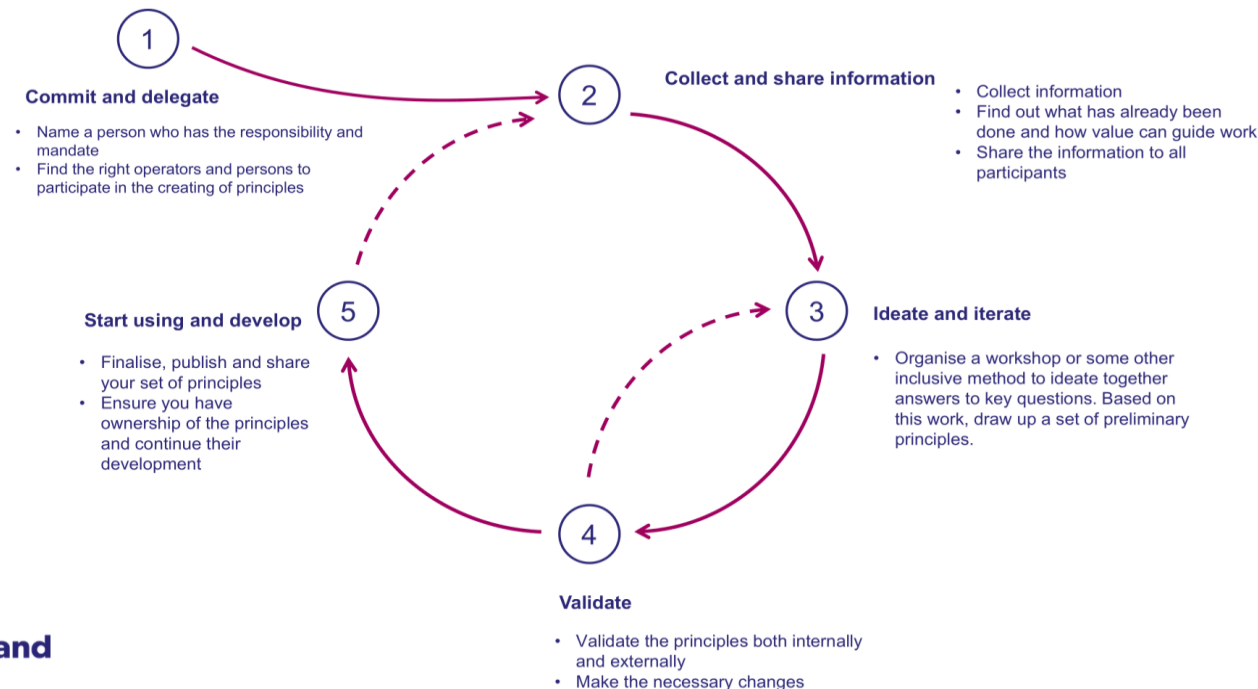 1
Commit and delegate
• Name a person who has the responsibility and
mandate
• Find the right operators and persons to
participate in the creating of principles
2
Collect and share information
• Collect information
• Find out what has already been
done and how value can guide work
• Share the information to all
participants
3
Ideate and iterate
• Organise a workshop or some other
inclusive method to ideate together
answers to key questions. Based on
this work, draw up a set of preliminary
principles.
4
Validate
• Validate the principles both internally
and externally
• Make the necessary changes
5
Start using and develop
• Finalise, publish and share
your set of principles
• Ensure you have
ownership of the principles
and continue their
development
and